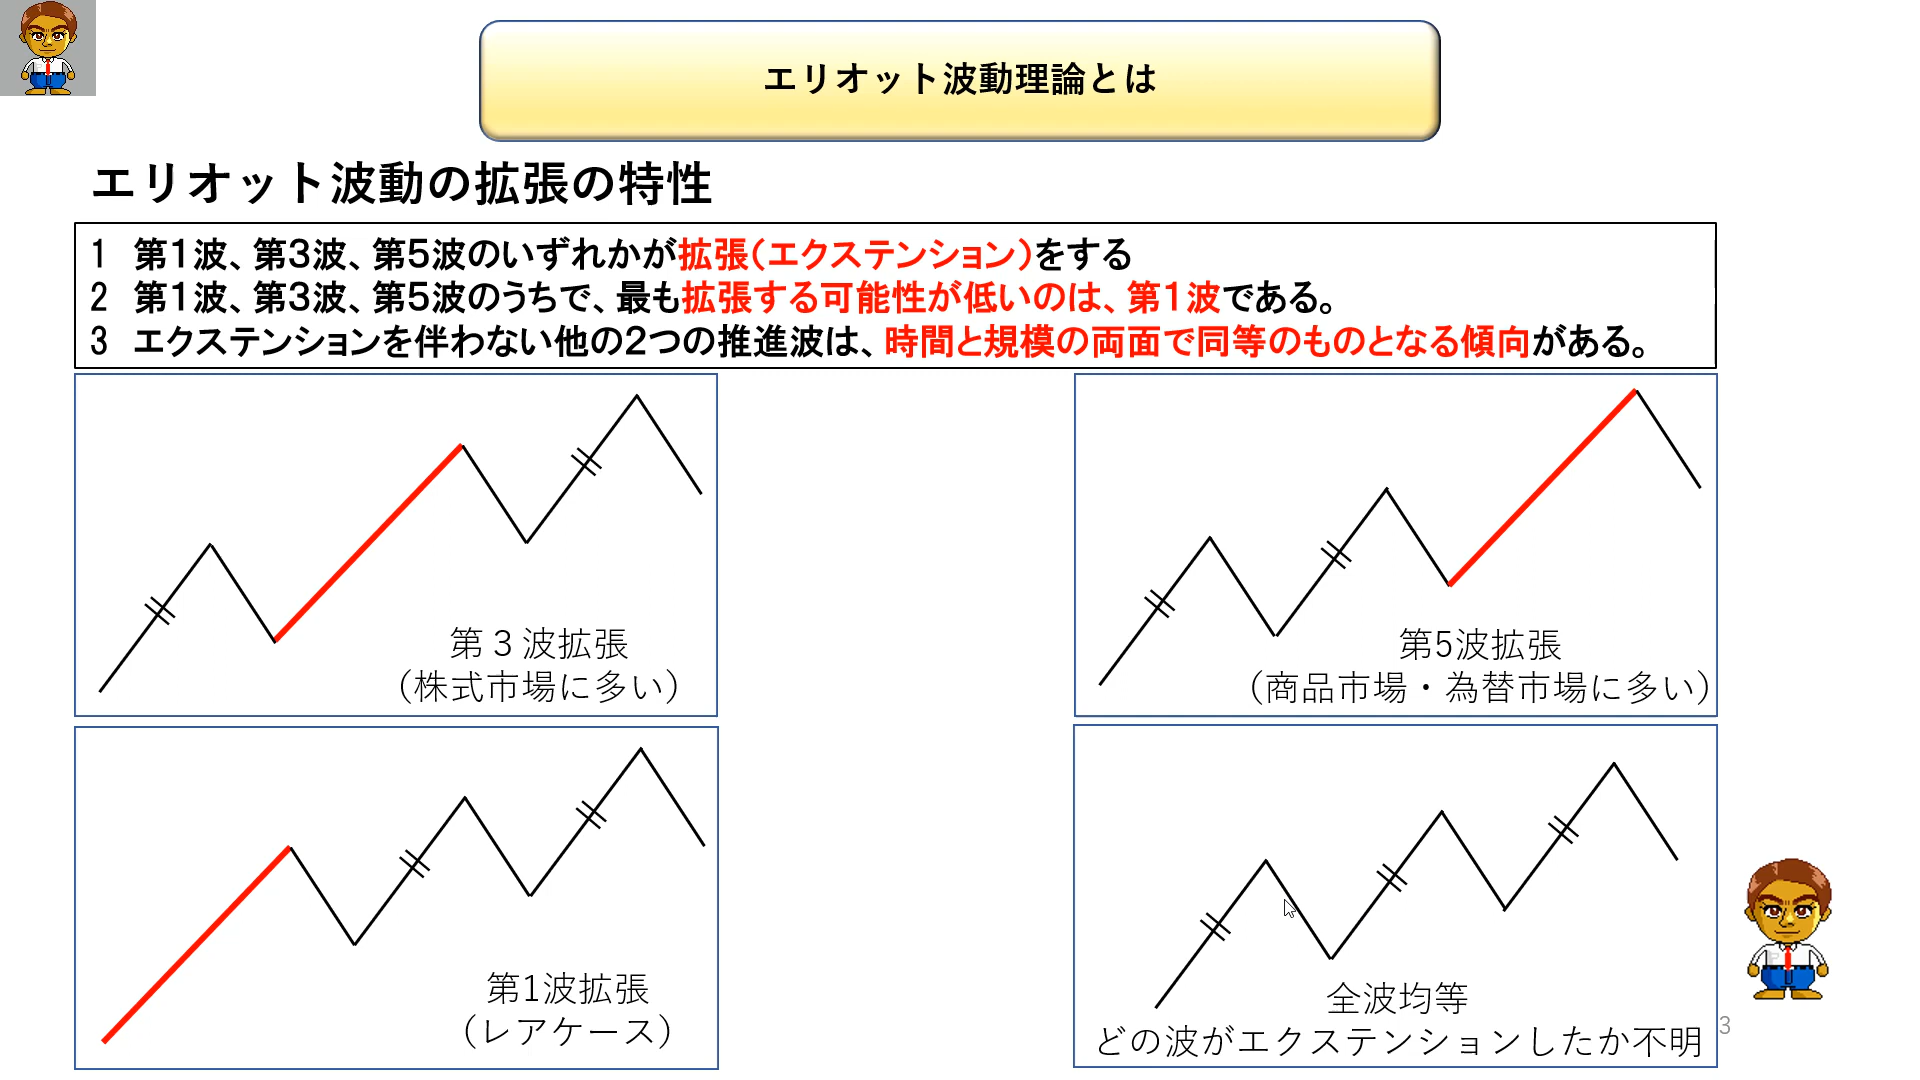 エリオット波動理論とは
エリオット波動の拡張の特性
1 第1波、第3波、第5波のいずれかが拡張（エクステンション）をする
2 第1波、第3波、第5波のうちで、最も拡張する可能性が低いのは、第1波である。
3 エクステンションを伴わない他の2つの推進波は、時間と規模の両面で同等のものとなる傾向がある。
第３波拡張
（株式市場に多い）
第5波拡張
（商品市場・為替市場に多い）
第1波拡張
（レアケース）
全波均等
どの波がエクステンションしたか不明
3